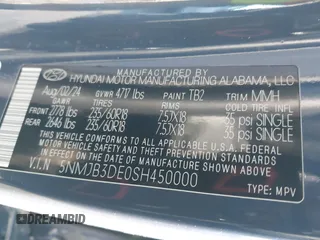 MANUFACTURED BY
HYUNDAI MOTOR MANUFACTURING ALABAMA, LLC
Aug/02/24 GVWR 4717 lbs PAINT TB2 TRIM MMH
GAWR TIRES RIMS COLD
FRONT 2778 lbs 235/60R18 7.5JX18 35 psi SINGLE
REAR 2646 lbs 235/60R18 7.5JX18 35 psi SINGLE
THIS VEHICLE CONFORMS TO ALL APPLICABLE FEDERAL MOTOR VEHICLE
SAFETY, BUMPER, AND THEFT PREVENTION STANDARDS IN EFFECT ON THE DATE
OF MANUFACTURE SHOWN ABOVE.
V.I.N 5NMJB3DE0SH450000
TYPE: MPV